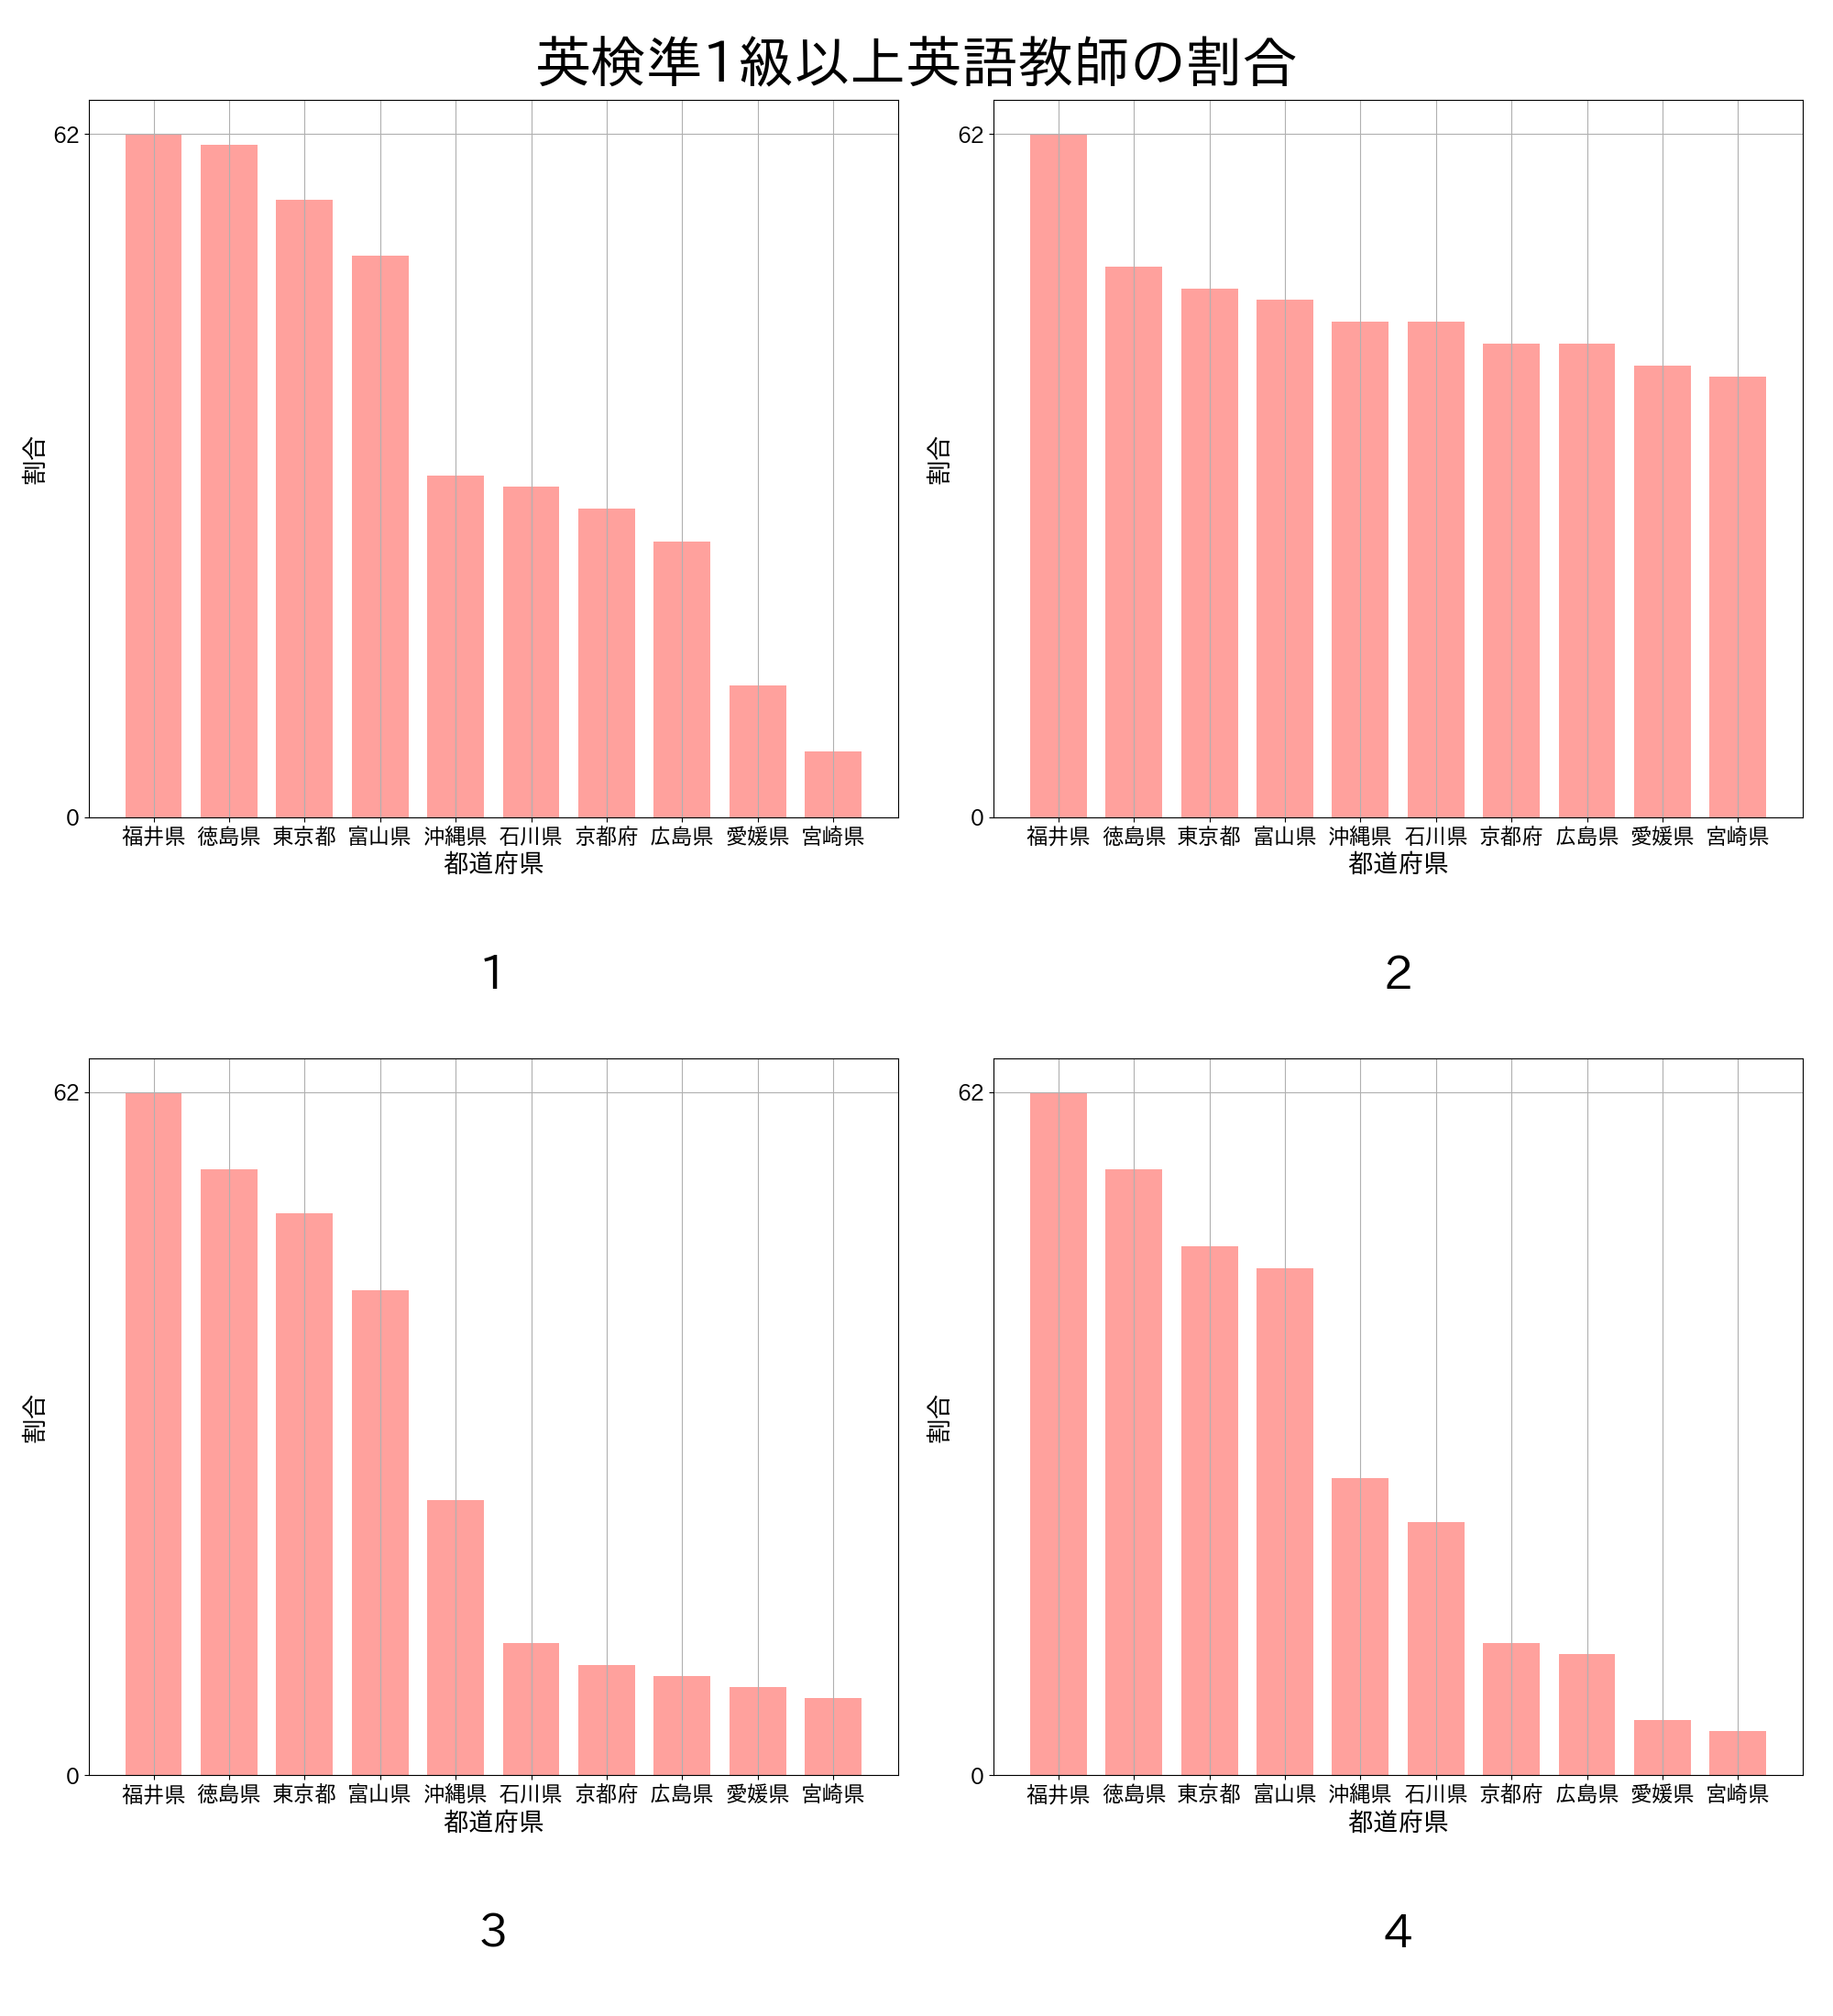 英検準1級以上英語教師の割合
62
0
割合
福井県 徳島県 東京都 富山県 沖縄県 石川県 京都府 広島県 愛媛県 宮崎県
都道府県
1
62
0
割合
福井県 徳島県 東京都 富山県 沖縄県 石川県 京都府 広島県 愛媛県 宮崎県
都道府県
2
62
0
割合
福井県 徳島県 東京都 富山県 沖縄県 石川県 京都府 広島県 愛媛県 宮崎県
都道府県
3
62
0
割合
福井県 徳島県 東京都 富山県 沖縄県 石川県 京都府 広島県 愛媛県 宮崎県
都道府県
4